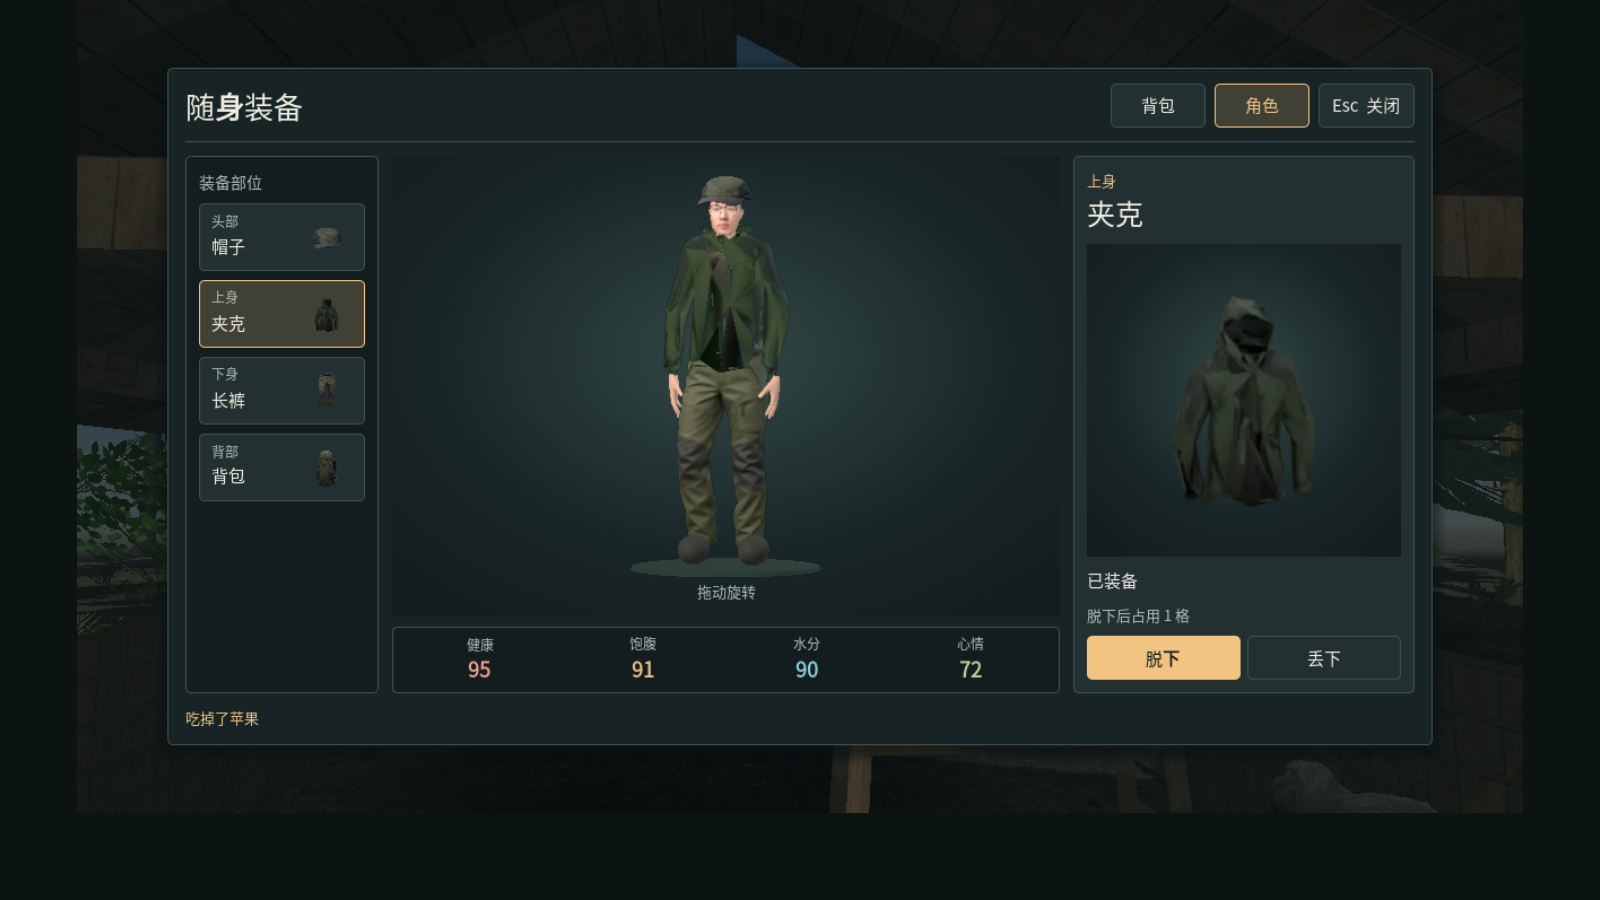 随身装备
背包
角色
Esc 关闭
装备部位
头部
帽子
上身
夹克
下身
长裤
背部
背包
拖动旋转
健康
95
饱腹
91
水分
90
心情
72
上身
夹克
已装备
脱下后占用 1 格
脱下
丢下
吃掉了苹果